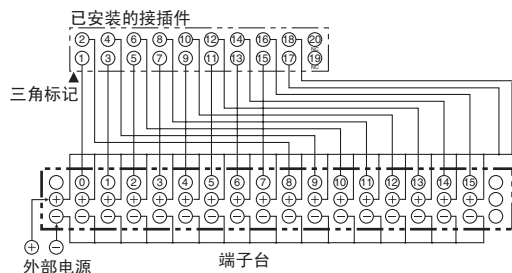 已安装的接插件
2 4 6 8 10 12 14 16 18 20
NC
1 3 5 7 9 11 13 15 17 19
NC
▲
三角标记
0 1 2 3 4 5 6 7 8 9 10 11 12 13 14 15
+ + + + + + + + + + + + + + + + +
− − − − − − − − − − − − − − − − −
+ −
外部电源
端子台